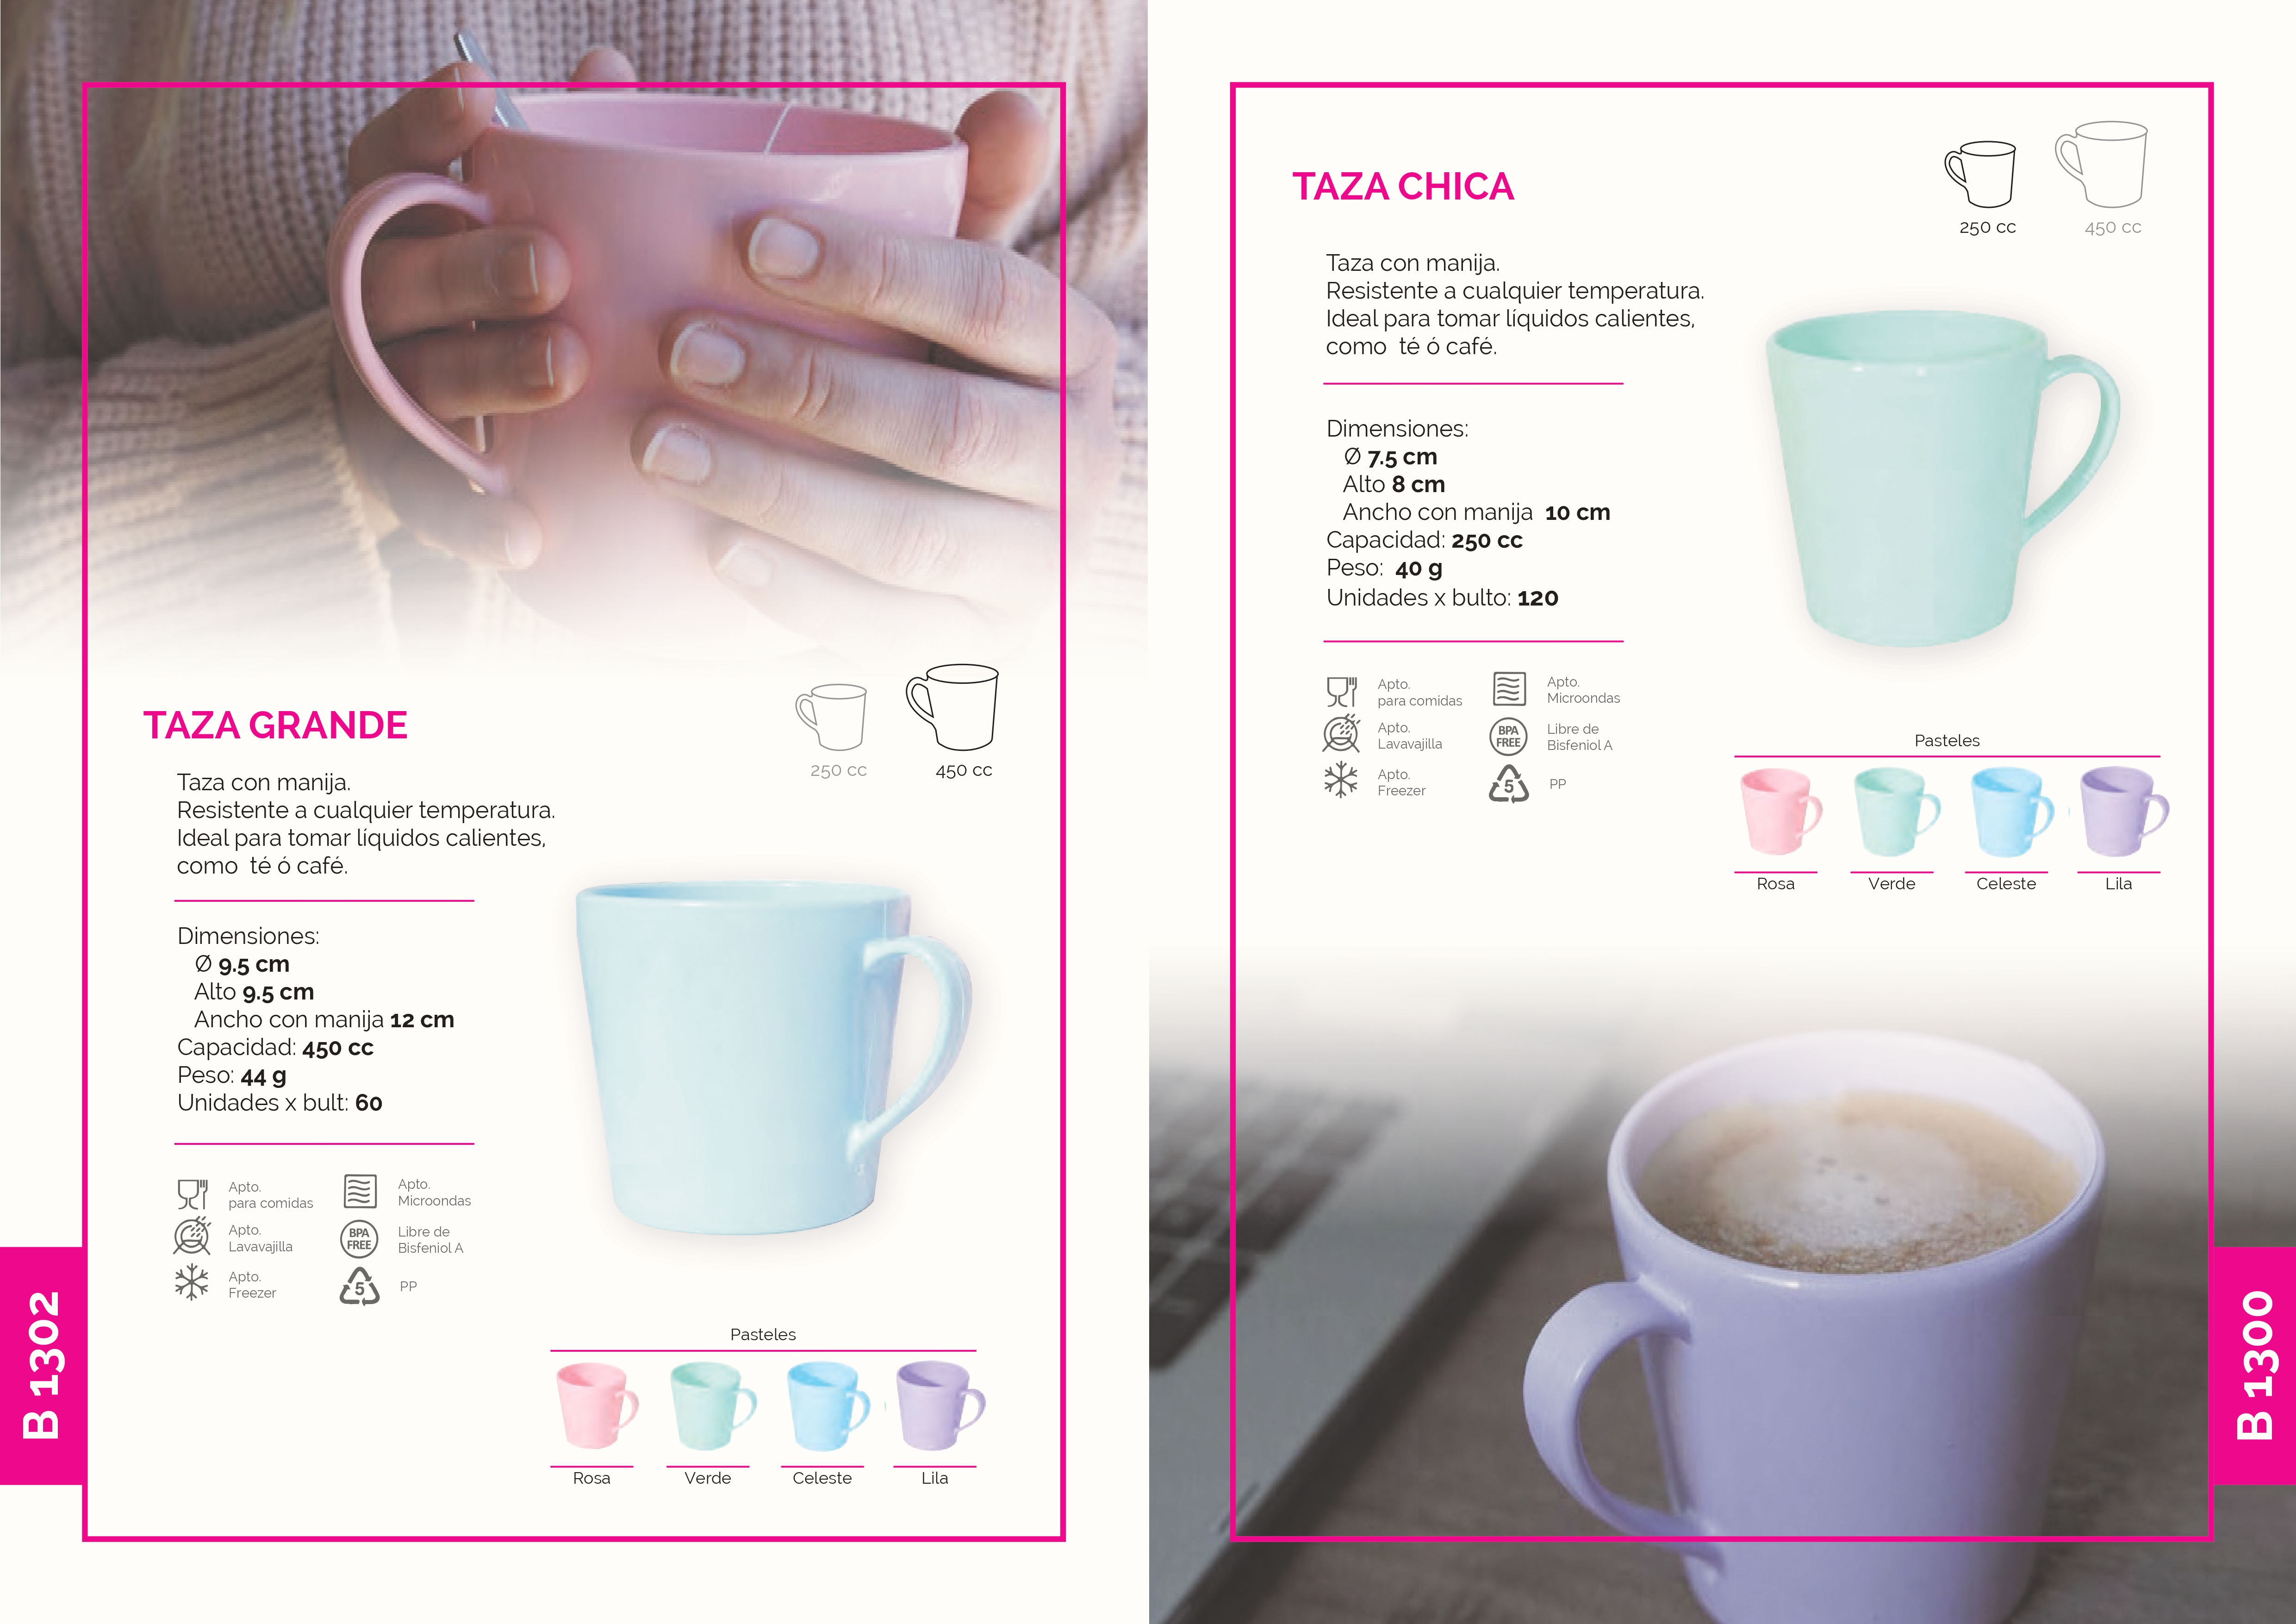 TAZA GRANDE
250 cc
450 cc
Taza con manija.
Resistente a cualquier temperatura.
Ideal para tomar líquidos calientes,
como  té ó café.
Dimensiones:
Ø 9.5 cm
Alto 9.5 cm
Ancho con manija 12 cm
Capacidad: 450 cc
Peso: 44 g
Unidades x bult: 60
Apto.
para comidas
Apto.
Microondas
Apto.
Lavavajilla
BPA
FREE
Libre de
Bisfeniol A
Apto.
Freezer
5
PP
Pasteles
Rosa
Verde
Celeste
Lila
B 1302
TAZA CHICA
250 cc
450 cc
Taza con manija.
Resistente a cualquier temperatura.
Ideal para tomar líquidos calientes,
como  té ó café.
Dimensiones:
Ø 7.5 cm
Alto 8 cm
Ancho con manija  10 cm
Capacidad: 250 cc
Peso:  40 g
Unidades x bulto: 120
Apto.
para comidas
Apto.
Microondas
Apto.
Lavavajilla
BPA
FREE
Libre de
Bisfeniol A
Apto.
Freezer
5
PP
Pasteles
Rosa
Verde
Celeste
Lila
B 1300